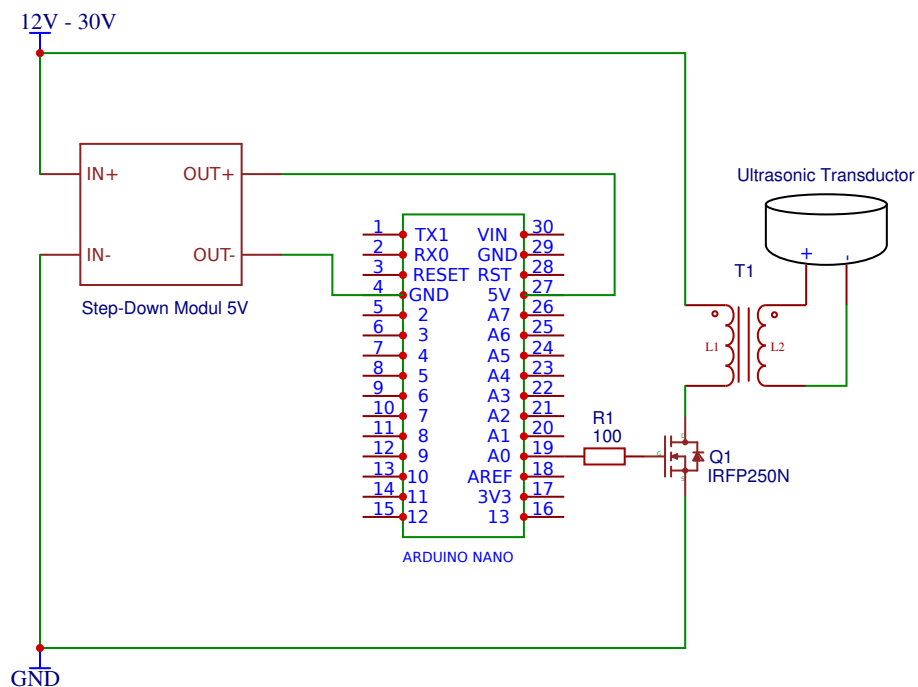 12V - 30V
IN+
OUT+
IN-
OUT-
Step-Down Modul 5V
1 TX1 VIN 30
2 RX0 GND 29
3 RESET RST 28
4 GND 5V 27
5 2 A7 26
6 3 A6 25
7 4 A5 24
8 5 A4 23
9 6 A3 22
10 7 A2 21
11 8 A1 20
12 9 A0 19
13 10 AREF 18
14 11 3V3 17
15 12 13 16
ARDUINO NANO
R1
100
Ultrasonic Transductor
+ -
T1
L1 L2
D
G
S
Q1
IRFP250N
GND